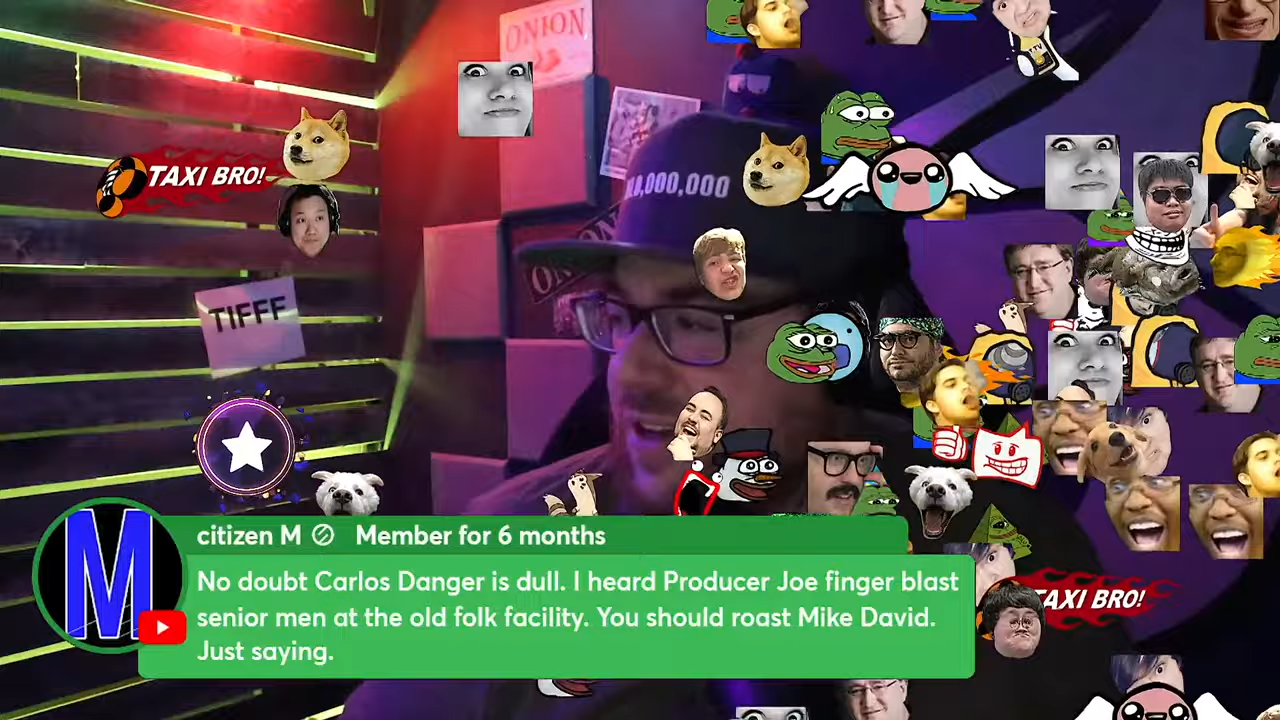 ONION
0,000,000
TAXI BRO!
TIFFF
citizen M Member for 6 months
No doubt Carlos Danger is dull. I heard Producer Joe finger blast
senior men at the old folk facility. You should roast Mike David.
Just saying.
TAXI BRO!
M